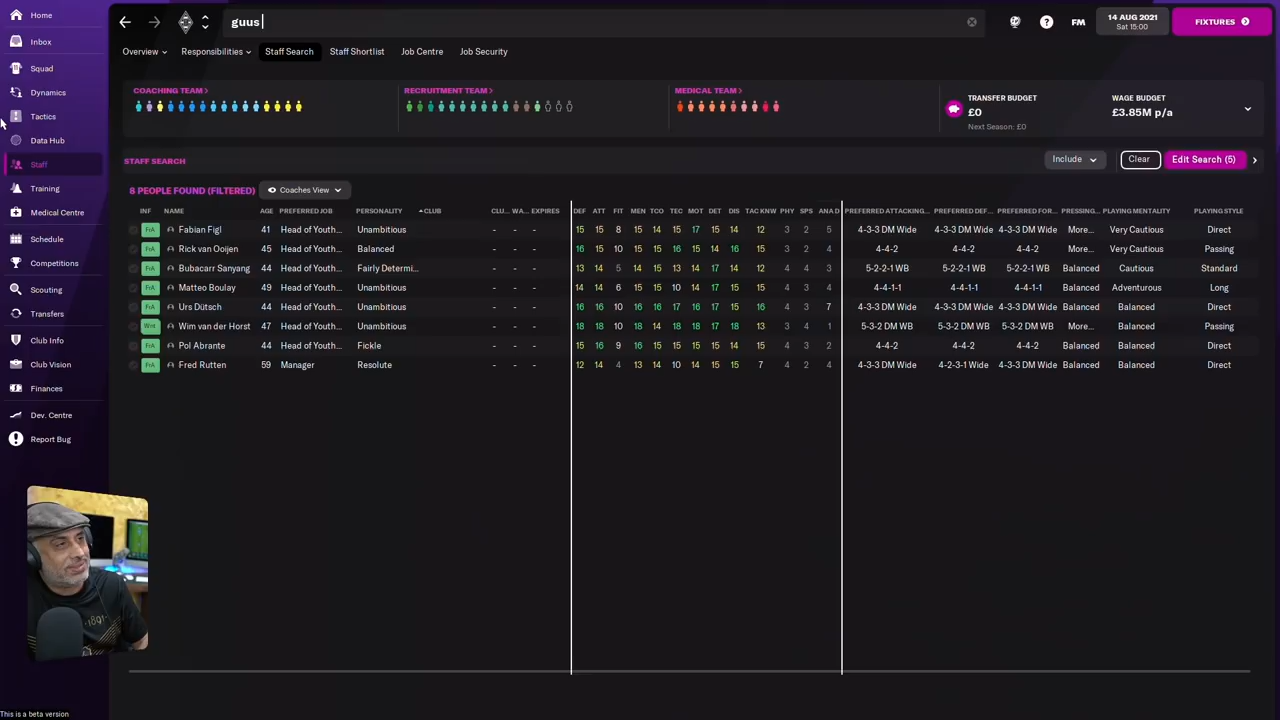 Home
guus
FM
14 AUG 2021
Sat 15:00
FIXTURES
Inbox
Overview
Responsibilities
Staff Search
Staff Shortlist
Job Centre
Job Security
Squad
Dynamics
Tactics
Data Hub
Staff
Training
Medical Centre
Schedule
Competitions
Scouting
Transfers
Club Info
Club Vision
Finances
Dev. Centre
Report Bug
COACHING TEAM >
RECRUITMENT TEAM >
MEDICAL TEAM >
TRANSFER BUDGET
£0
Next Season: £0
WAGE BUDGET
£3.85M p/a
STAFF SEARCH
Include
Clear
Edit Search (5)
8 PEOPLE FOUND (FILTERED)
Coaches View
INF NAME AGE PREFERRED JOB PERSONALITY CLUB CLU... WA... EXPIRES DEF ATT FIT MEN TCO TEC MOT DET DIS TAC KNW PHY SPS ANA D PREFERRED ATTACKING... PREFERRED DEF... PREFERRED FOR... PRESSING... PLAYING MENTALITY PLAYING STYLE
FrA Fabian Figl 41 Head of Youth... Unambitious - - - 15 15 8 15 14 15 17 15 14 12 3 2 5 4-3-3 DM Wide 4-3-3 DM Wide 4-3-3 DM Wide More... Very Cautious Direct
FrA Rick van Ooijen 45 Head of Youth... Balanced - - - 16 15 10 15 15 16 15 14 16 15 3 2 4 4-4-2 4-4-2 4-4-2 More... Very Cautious Passing
FrA Bubacarr Sanyang 44 Head of Youth... Fairly Determi... - - - 13 14 5 14 15 13 14 17 14 12 4 4 3 5-2-2-1 WB 5-2-2-1 WB 5-2-2-1 WB Balanced Cautious Standard
FrA Matteo Boulay 49 Head of Youth... Unambitious - - - 14 14 6 15 15 10 14 17 15 15 4 3 4 4-4-1-1 4-4-1-1 4-4-1-1 Balanced Adventurous Long
FrA Urs Dütsch 44 Head of Youth... Unambitious - - - 16 16 10 16 16 17 16 17 15 16 4 3 7 4-3-3 DM Wide 4-3-3 DM Wide 4-3-3 DM Wide Balanced Balanced Direct
Wnt Wim van der Horst 47 Head of Youth... Unambitious - - - 18 18 10 18 14 18 18 17 18 13 3 4 1 5-3-2 DM WB 5-3-2 DM WB 5-3-2 DM WB More... Balanced Passing
FrA Pol Abrante 44 Head of Youth... Fickle - - - 15 16 9 16 15 15 15 15 14 15 4 3 2 4-4-2 4-4-2 4-4-2 Balanced Balanced Direct
FrA Fred Rutten 59 Manager Resolute - - - 12 14 4 13 14 10 14 15 15 7 4 2 4 4-3-3 DM Wide 4-2-3-1 Wide 4-3-3 DM Wide Balanced Balanced Direct
1891
This is a beta version